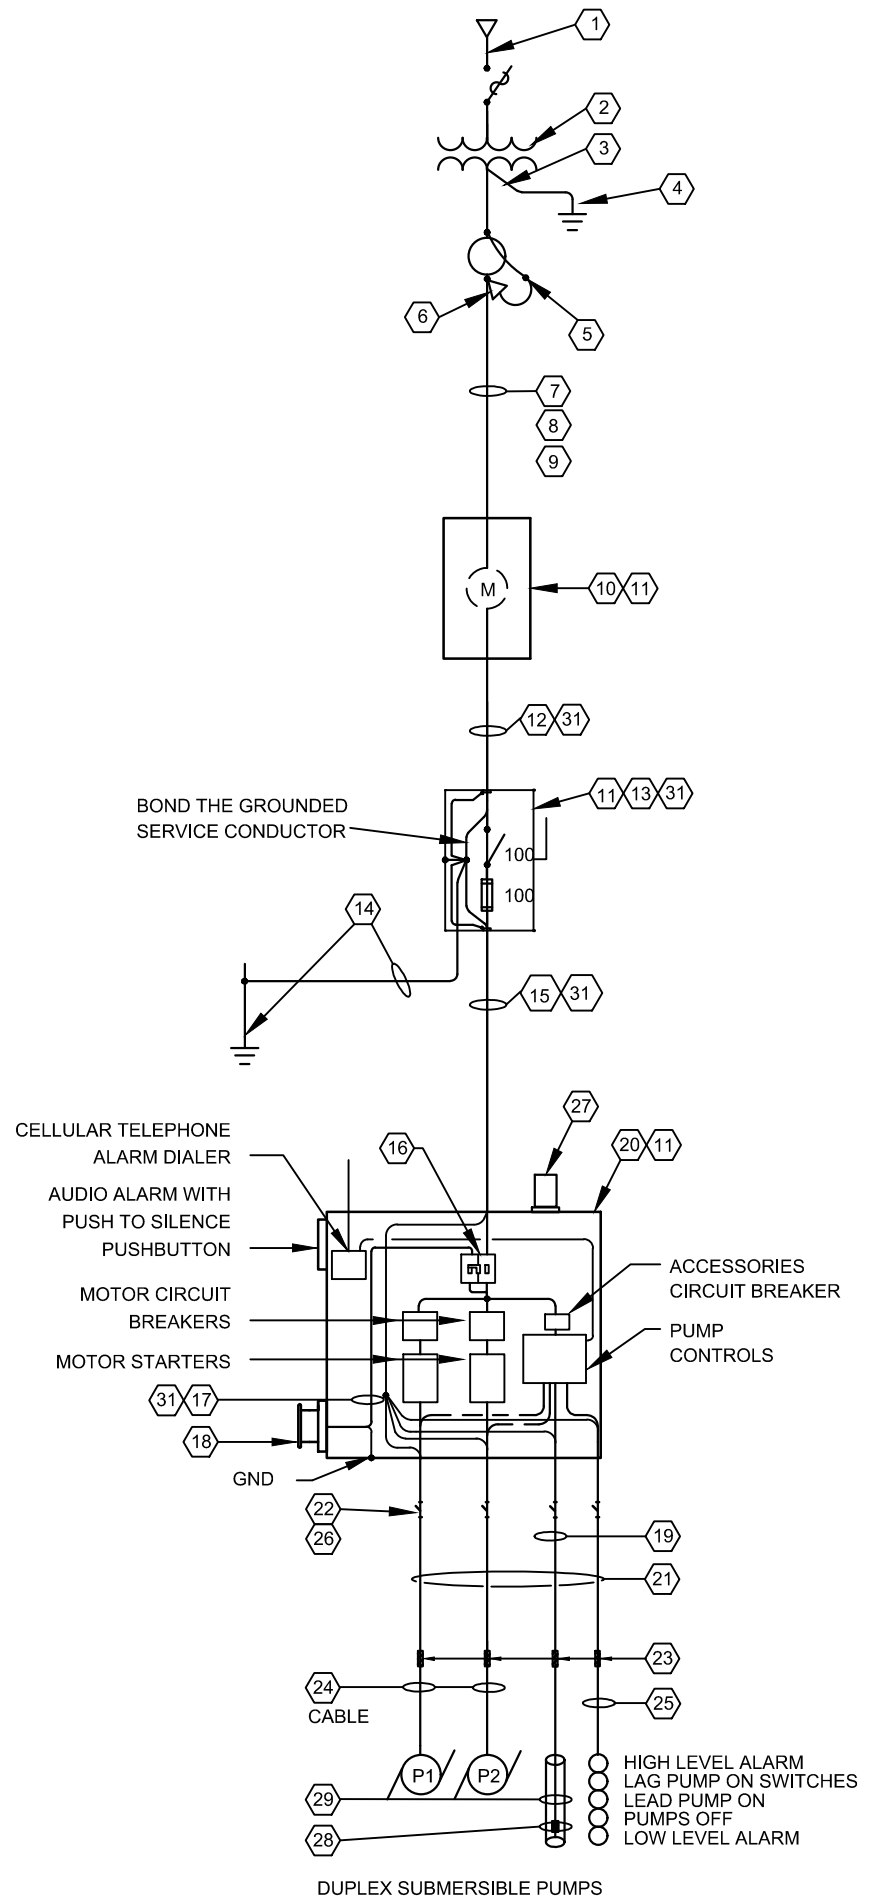 1
2
3
4
5
6
7
8
9
M
10 11
12 31
11 13 31
BOND THE GROUNDED
SERVICE CONDUCTOR
100
100
14
15 31
27
20 11
16
CELLULAR TELEPHONE
ALARM DIALER
AUDIO ALARM WITH
PUSH TO SILENCE
PUSHBUTTON
ACCESSORIES
CIRCUIT BREAKER
MOTOR CIRCUIT
BREAKERS
PUMP
CONTROLS
MOTOR STARTERS
31 17
18
GND
22
26
19
21
23
24
CABLE
25
P1
P2
29
28
HIGH LEVEL ALARM
LAG PUMP ON SWITCHES
LEAD PUMP ON
PUMPS OFF
LOW LEVEL ALARM
DUPLEX SUBMERSIBLE PUMPS